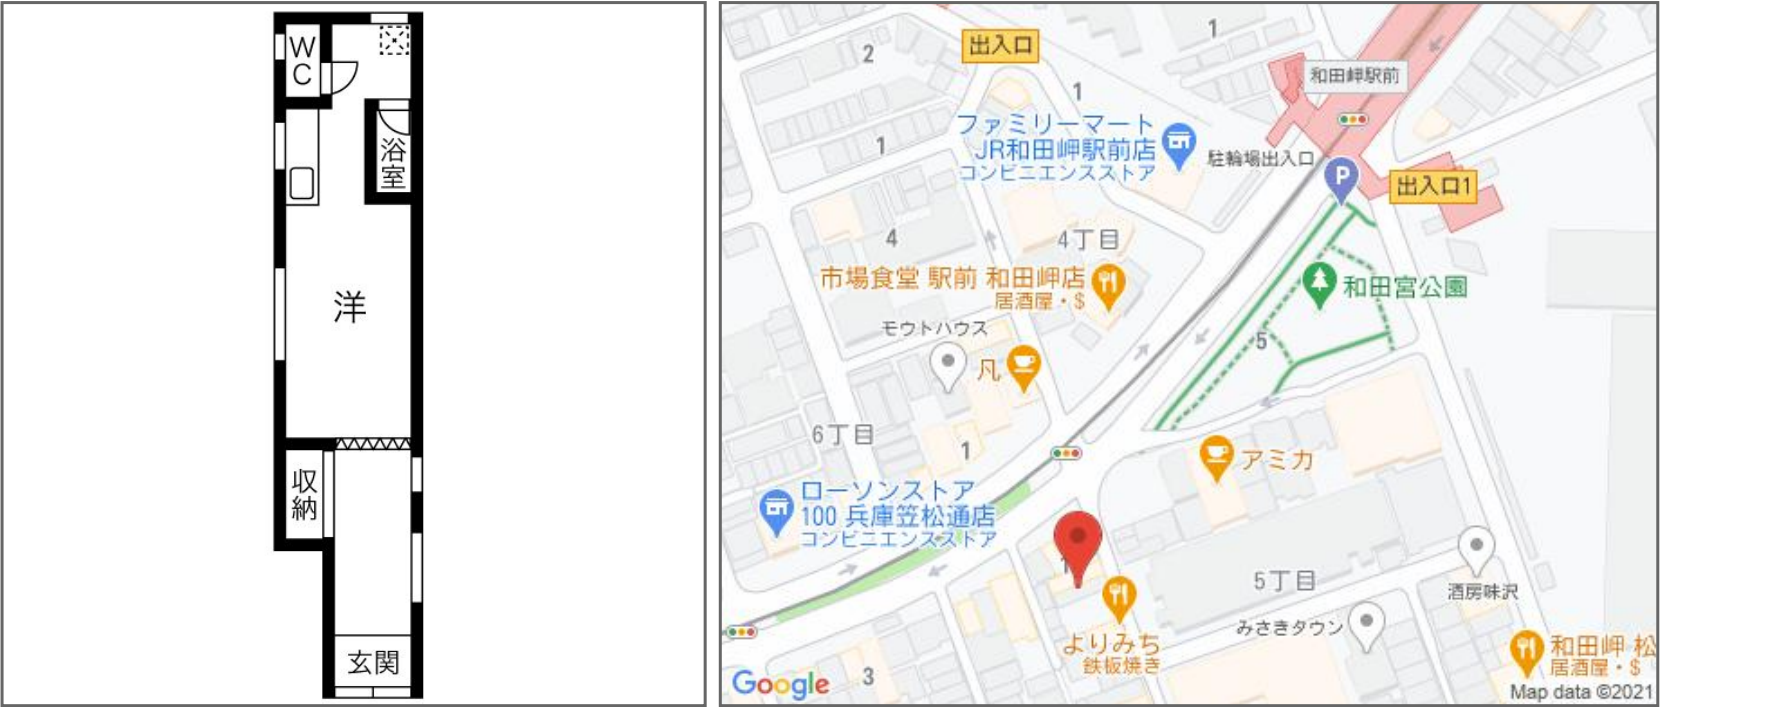 WC
浴室
洋
収納
玄関
1
2
出入口
和田岬駅前
1
ファミリーマート
JR和田岬駅前店
コンビニエンスストア
1
駐輪場出入口
P
出入口1
4
4丁目
市場食堂 駅前 和田岬店
居酒屋・$
和田宮公園
モウトハウス
5
凡
6丁目
1
アミカ
ローソンストア
100 兵庫笠松通店
コンビニエンスストア
1
5丁目
酒房味沢
みさきタウン
よりみち
鉄板焼き
和田岬 松
居酒屋・$
3
Google
Map data ©2021